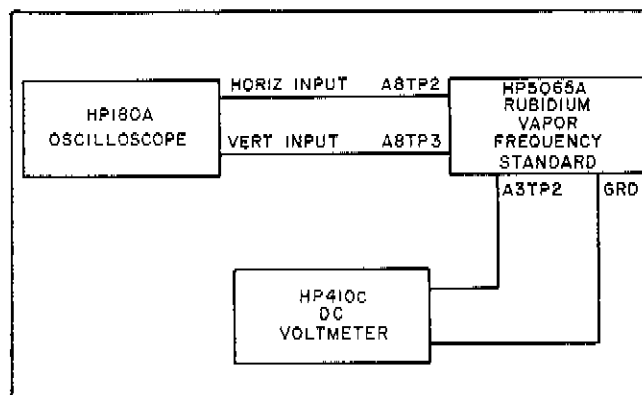 HORIZ INPUT A8TP2
HP180A
OSCILLOSCOPE
VERT INPUT A8TP3
HP5065A
RUBIDIUM
VAPOR
FREQUENCY
STANDARD
A3TP2 GRD
HP410C
DC
VOLTMETER